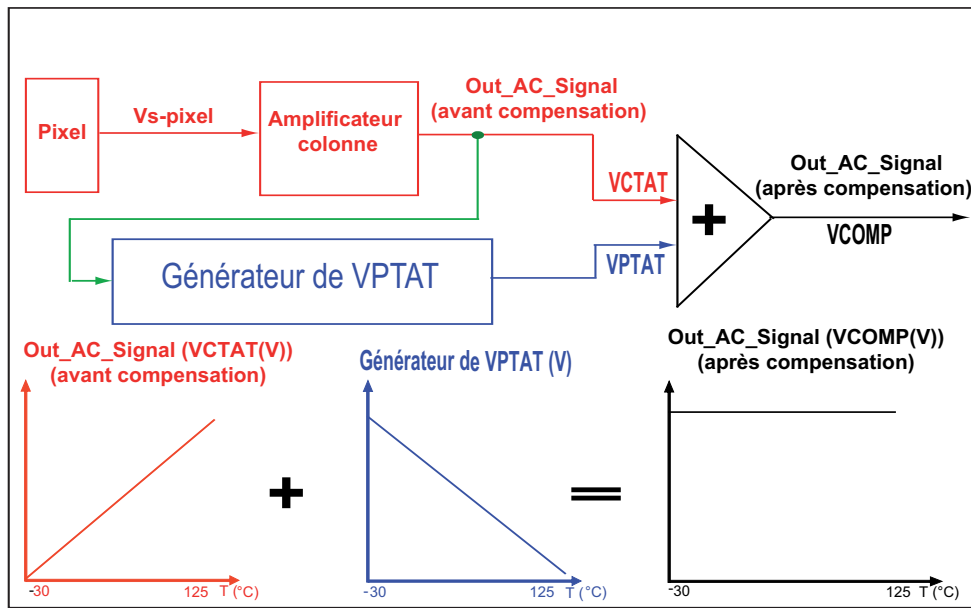 Out_AC_Signal
(avant compensation)
Pixel
Vs-pixel
Amplificateur
colonne
Out_AC_Signal
(après compensation)
VCTAT
+
VCOMP
VPTAT
Générateur de VPTAT
Out_AC_Signal (VCTAT(V))
(avant compensation)
Générateur de VPTAT (V)
Out_AC_Signal (VCOMP(V))
(après compensation)
+
=
-30
125
T (°C)
-30
125
T (°C)
-30
125
T (°C)